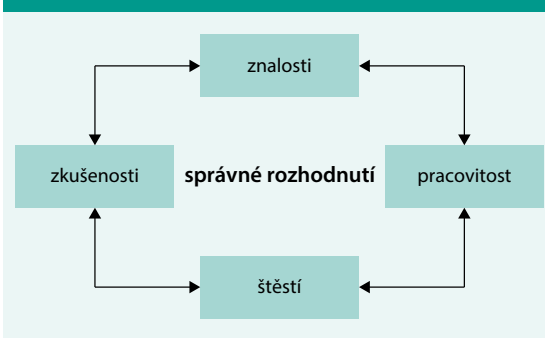 znalosti
zkušenosti
správné rozhodnutí
pracovitost
štěstí